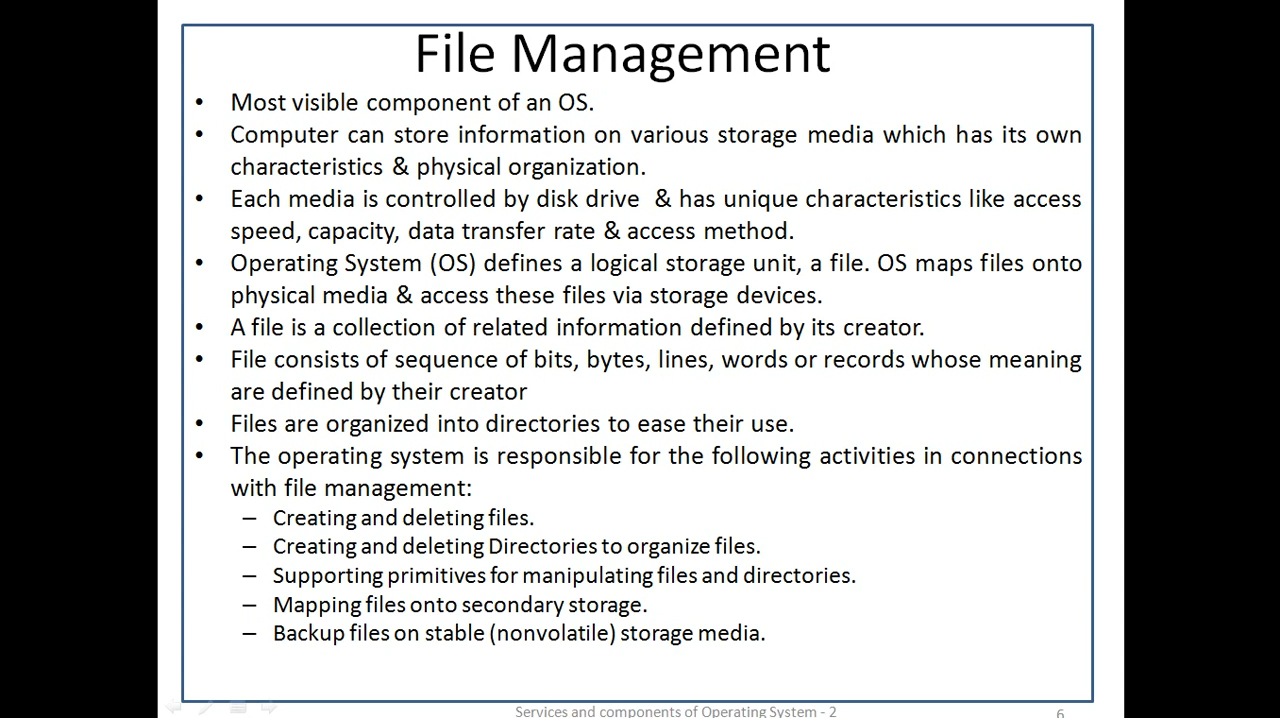 File Management
• Most visible component of an OS.
• Computer can store information on various storage media which has its own
characteristics & physical organization.
• Each media is controlled by disk drive & has unique characteristics like access
speed, capacity, data transfer rate & access method.
• Operating System (OS) defines a logical storage unit, a file. OS maps files onto
physical media & access these files via storage devices.
• A file is a collection of related information defined by its creator.
• File consists of sequence of bits, bytes, lines, words or records whose meaning
are defined by their creator
• Files are organized into directories to ease their use.
• The operating system is responsible for the following activities in connections
with file management:
– Creating and deleting files.
– Creating and deleting Directories to organize files.
– Supporting primitives for manipulating files and directories.
– Mapping files onto secondary storage.
– Backup files on stable (nonvolatile) storage media.
Services and components of Operating System - 2
6